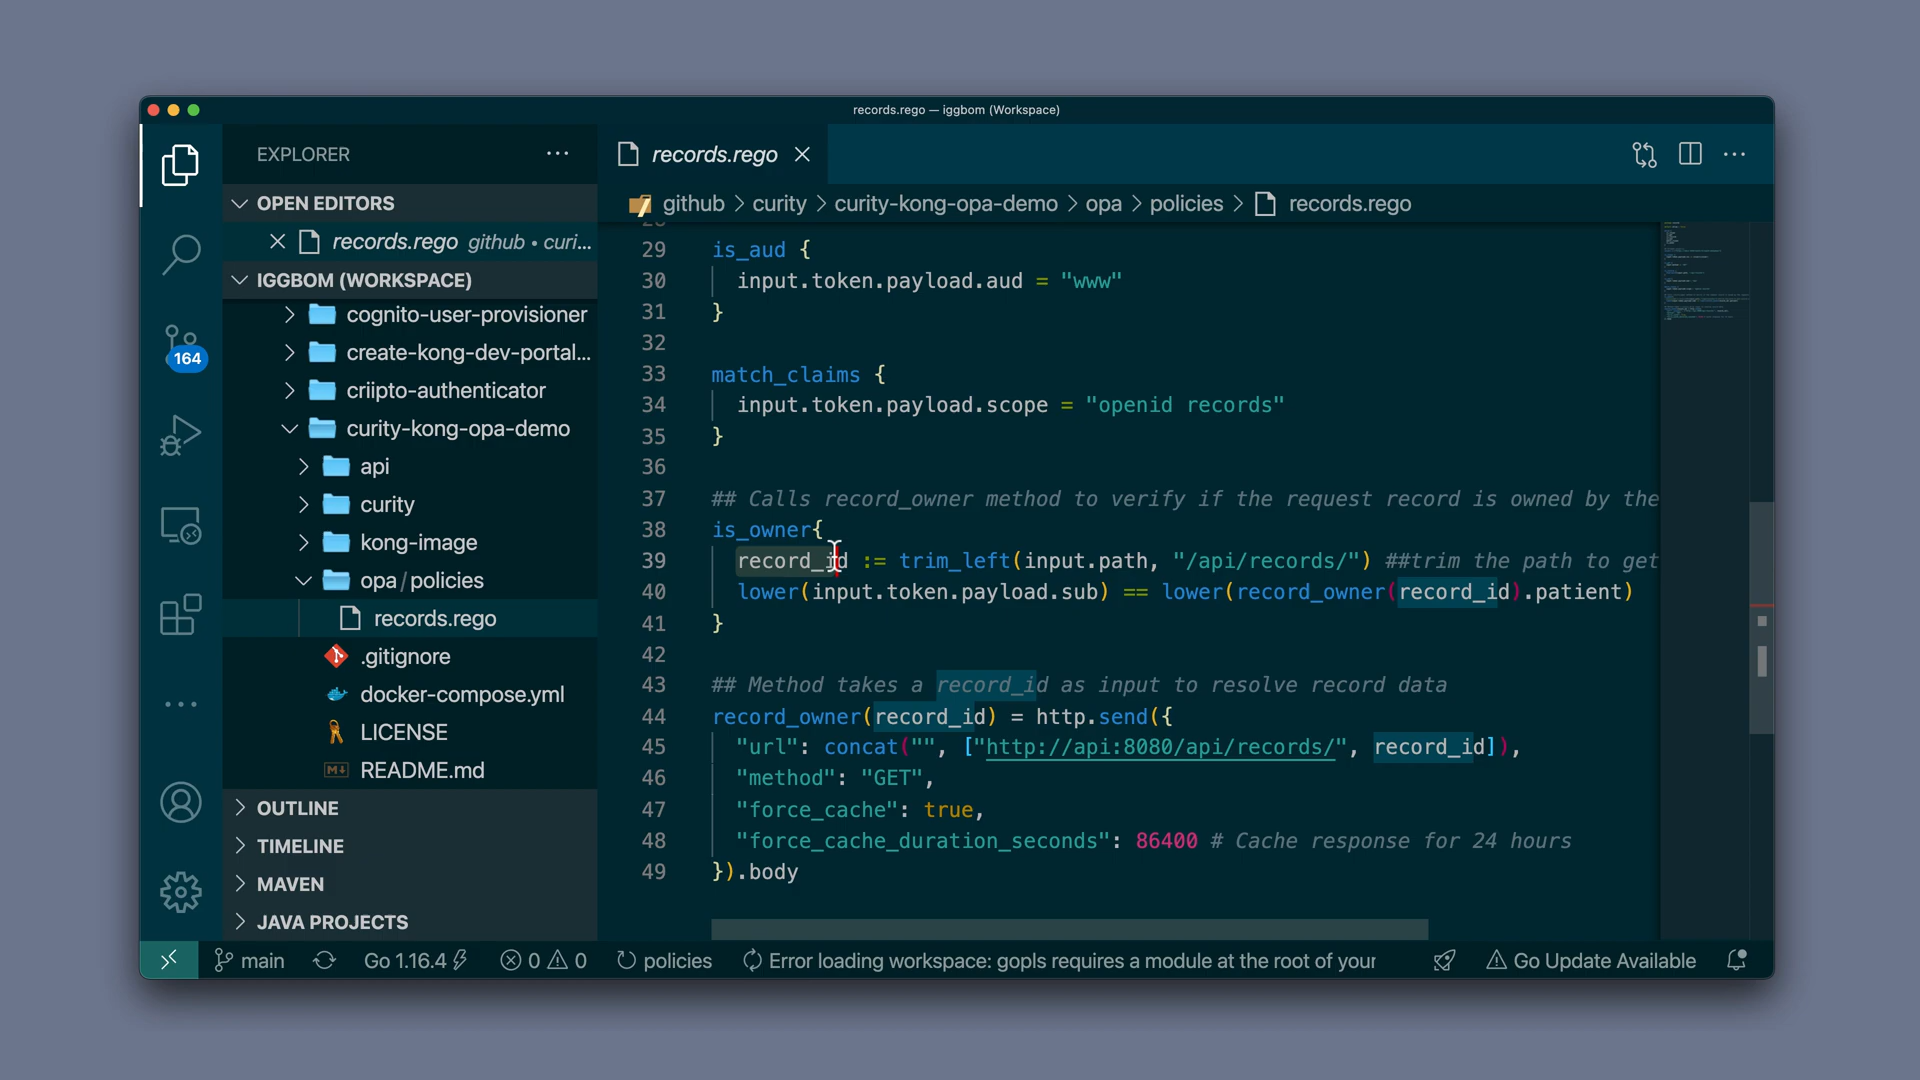 records.rego — iggbom (Workspace)
EXPLORER
records.rego
OPEN EDITORS
github > curity > curity-kong-opa-demo > opa > policies > records.rego
records.rego github • curi...
IGGBOM (WORKSPACE)
cognito-user-provisioner
create-kong-dev-portal...
criipto-authenticator
curity-kong-opa-demo
api
curity
kong-image
opa/policies
records.rego
.gitignore
docker-compose.yml
LICENSE
README.md
OUTLINE
TIMELINE
MAVEN
JAVA PROJECTS
164
29 is_aud {
30 input.token.payload.aud = "www"
31 }
32
33 match_claims {
34 input.token.payload.scope = "openid records"
35 }
36
37 ## Calls record_owner method to verify if the request record is owned by the
38 is_owner{
39 record_id := trim_left(input.path, "/api/records/") ##trim the path to get
40 lower(input.token.payload.sub) == lower(record_owner(record_id).patient)
41 }
42
43 ## Method takes a record_id as input to resolve record data
44 record_owner(record_id) = http.send({
45 "url": concat("", ["http://api:8080/api/records/", record_id]),
46 "method": "GET",
47 "force_cache": true,
48 "force_cache_duration_seconds": 86400 # Cache response for 24 hours
49 }).body
main Go 1.16.4 0 0 policies Error loading workspace: gopls requires a module at the root of your Go Update Available